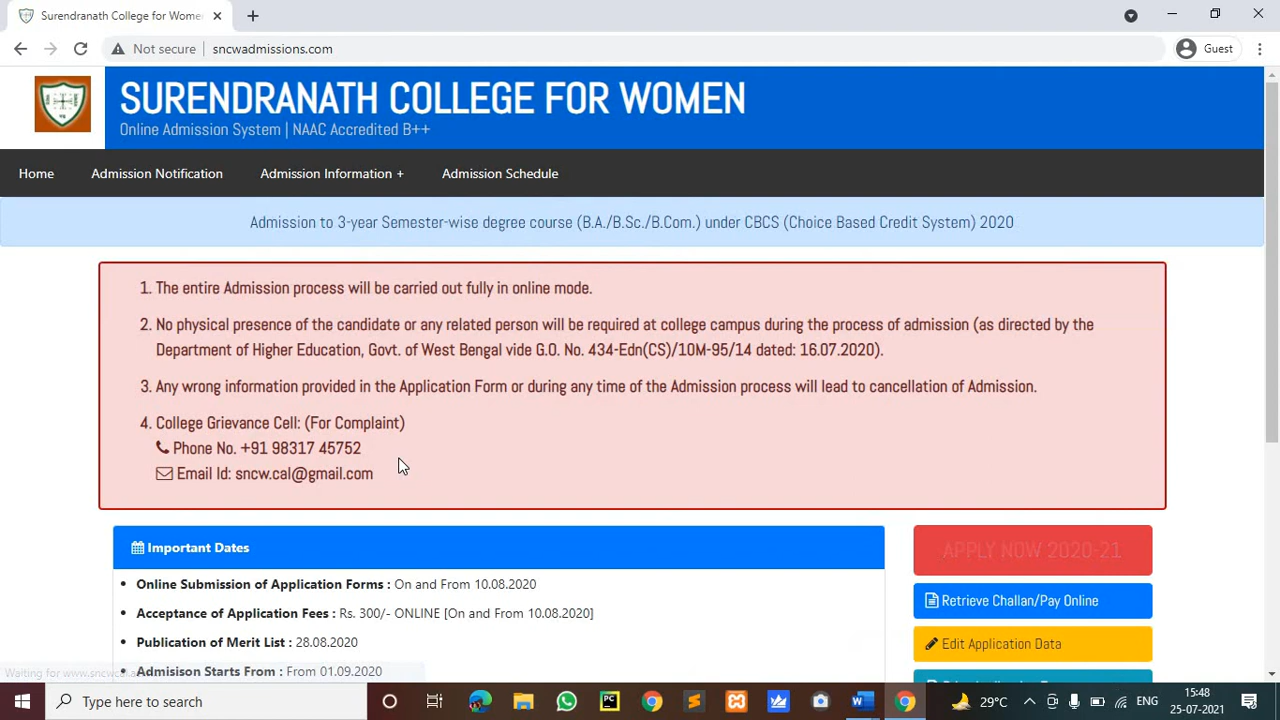 Surendranath College for Wome
Not secure | sncwadmissions.com
Guest
SURENDRANATH COLLEGE FOR WOMEN
Online Admission System | NAAC Accredited B++
Home Admission Notification Admission Information + Admission Schedule
Admission to 3-year Semester-wise degree course (B.A./B.Sc./B.Com.) under CBCS (Choice Based Credit System) 2020
1. The entire Admission process will be carried out fully in online mode.
2. No physical presence of the candidate or any related person will be required at college campus during the process of admission (as directed by the
Department of Higher Education, Govt. of West Bengal vide G.O. No. 434-Edn(CS)/10M-95/14 dated: 16.07.2020).
3. Any wrong information provided in the Application Form or during any time of the Admission process will lead to cancellation of Admission.
4. College Grievance Cell: (For Complaint)
Phone No. +91 98317 45752
Email Id: sncw.cal@gmail.com
Important Dates
• Online Submission of Application Forms : On and From 10.08.2020
• Acceptance of Application Fees : Rs. 300/- ONLINE [On and From 10.08.2020]
• Publication of Merit List : 28.08.2020
• Admisison Starts From : From 01.09.2020
APPLY NOW 2020-21
Retrieve Challan/Pay Online
Edit Application Data
Waiting for www.sncwcal.a
Type here to search
PC
W
29°C
ENG
15:48
25-07-2021